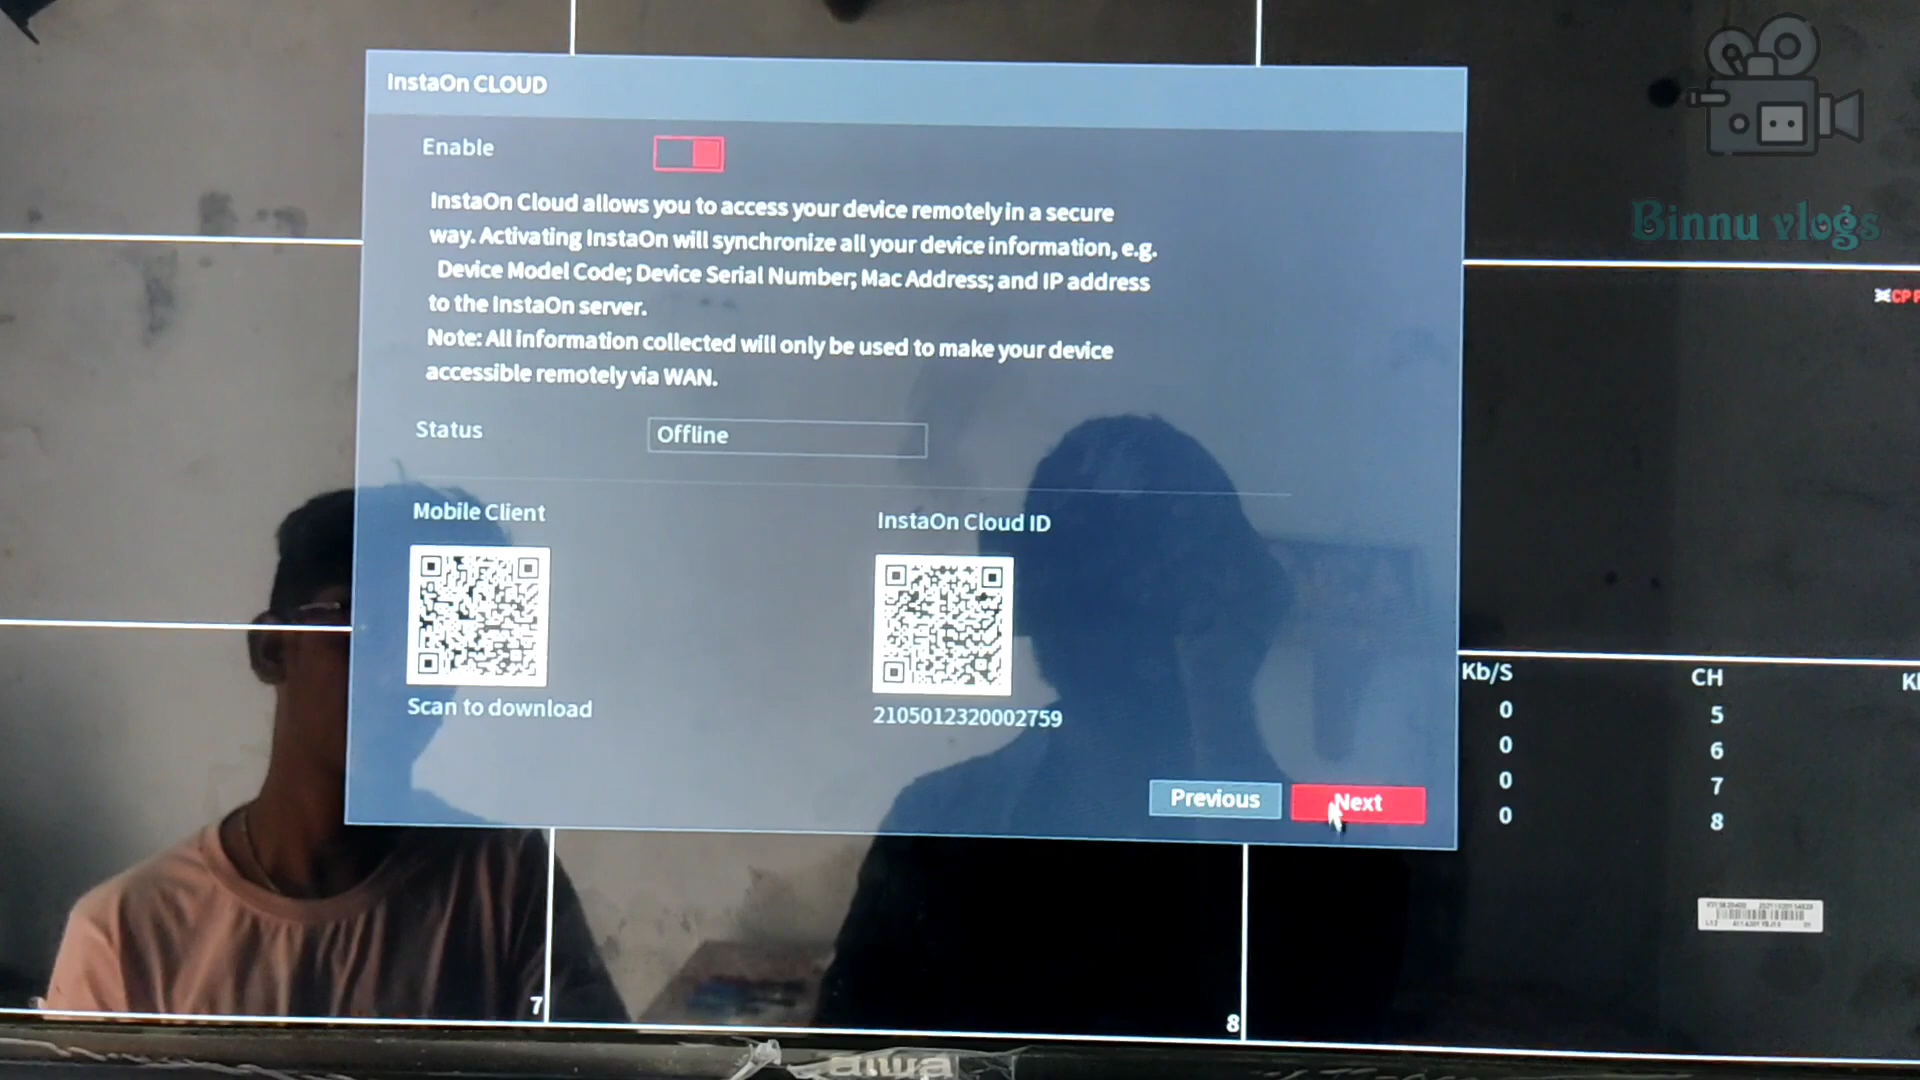 InstaOn CLOUD
Enable
InstaOn Cloud allows you to access your device remotely in a secure
way. Activating InstaOn will synchronize all your device information, e.g.
Device Model Code; Device Serial Number; Mac Address; and IP address
to the InstaOn server.
Note: All information collected will only be used to make your device
accessible remotely via WAN.
Status
Offline
Mobile Client
InstaOn Cloud ID
Scan to download
2105012320002759
Previous
Next
Binnu vlogs
CP P
Kb/S CH
0 5
0 6
0 7
0 8
7
8
aiwa